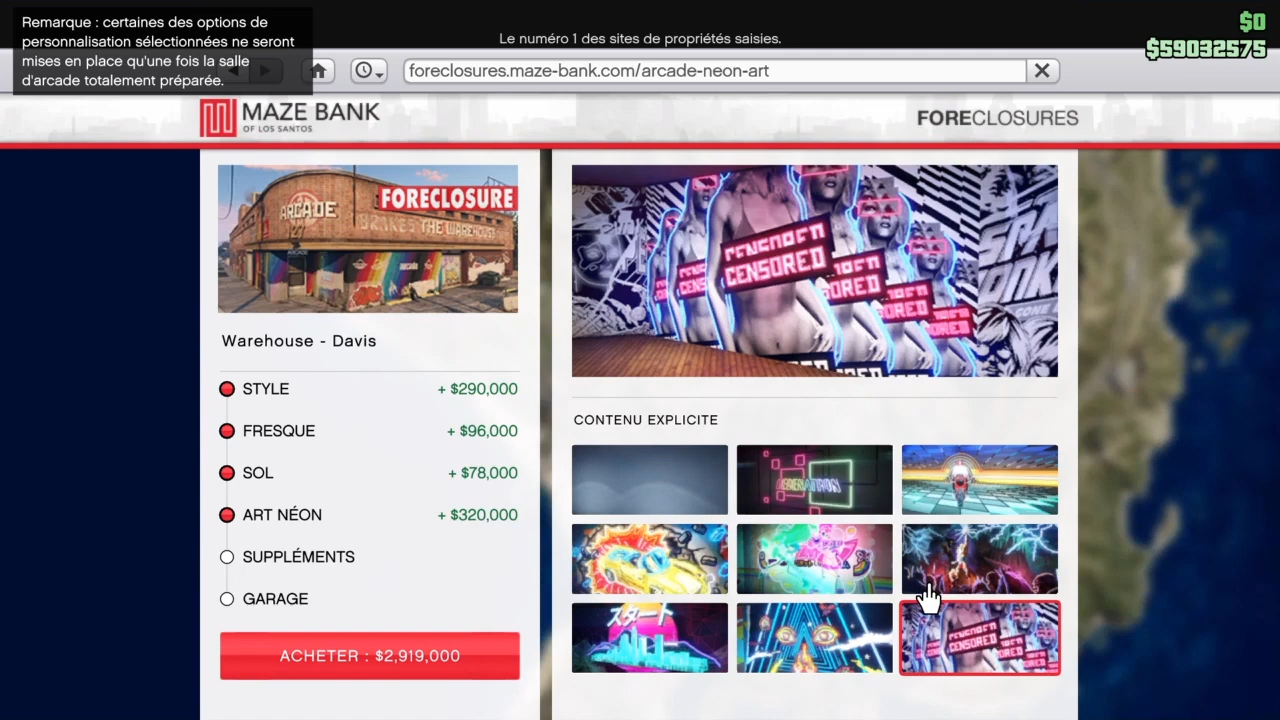 Remarque : certaines des options de
personnalisation sélectionnées ne seront
mises en place qu'une fois la salle
d'arcade totalement préparée.
Le numéro 1 des sites de propriétés saisies.
$0
$59032575
foreclosures.maze-bank.com/arcade-neon-art
MAZE BANK
OF LOS SANTOS
FORECLOSURES
FORECLOSURE
ARCADE
THE WAREHOUSE
Warehouse - Davis
STYLE + $290,000
FRESQUE + $96,000
SOL + $78,000
ART NÉON + $320,000
SUPPLÉMENTS
GARAGE
ACHETER : $2,919,000
CENSORED
CENSORED
CONTENU EXPLICITE
スタート
CENSORED